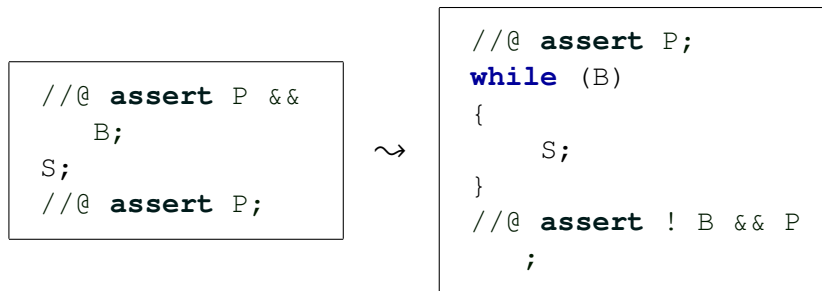 //@ assert P &&
B;
S;
//@ assert P;
⤳
//@ assert P;
while (B)
{
S;
}
//@ assert ! B && P
;